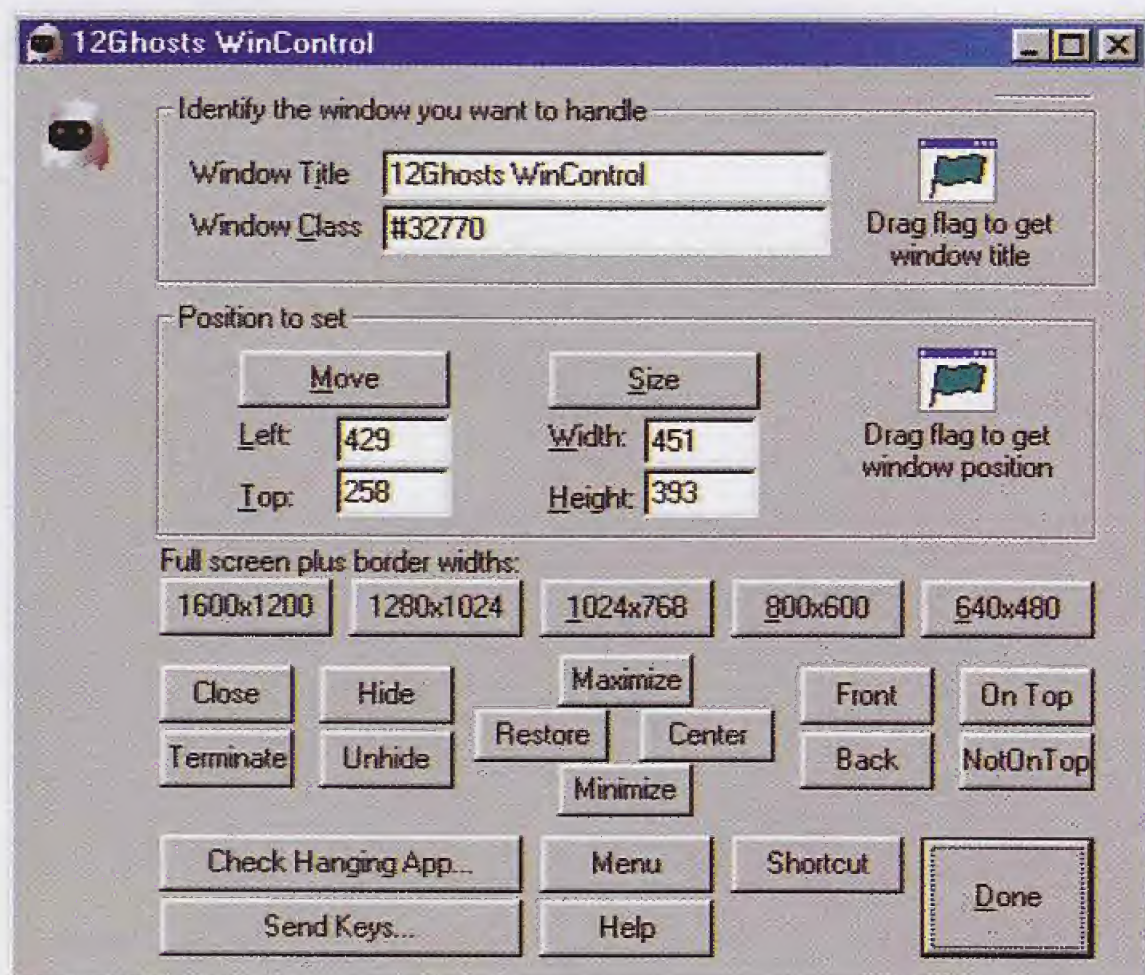 12Ghosts WinControl
Identify the window you want to handle
Window Title 12Ghosts WinControl
Window Class #32770
Drag flag to get
window title
Position to set
Move Size
Left: 429 Width: 451
Top: 258 Height: 393
Drag flag to get
window position
Full screen plus border widths:
1600x1200 1280x1024 1024x768 800x600 640x480
Close Hide Maximize Front On Top
Restore Center
Terminate Unhide Minimize Back NotOnTop
Check Hanging App... Menu Shortcut Done
Send Keys... Help